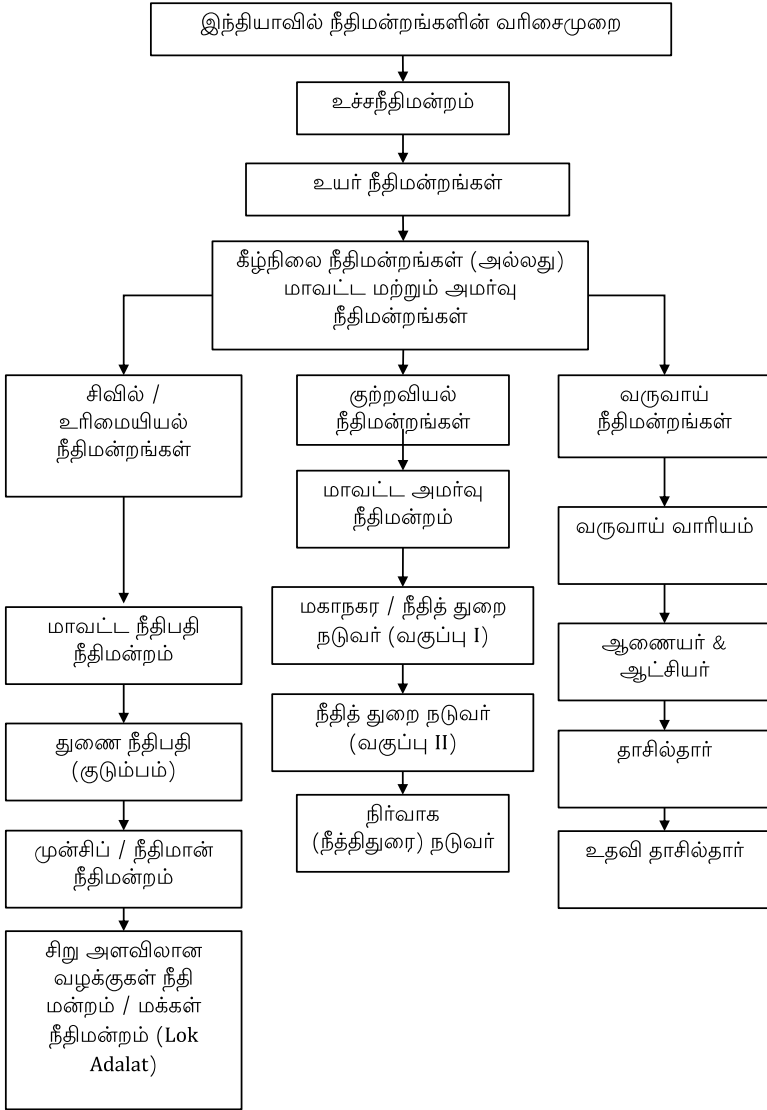 இந்தியாவில் நீதிமன்றங்களின் வரிசைமுறை
உச்சநீதிமன்றம்
உயர் நீதிமன்றங்கள்
கீழ்நிலை நீதிமன்றங்கள் (அல்லது)
மாவட்ட மற்றும் அமர்வு
நீதிமன்றங்கள்
சிவில் /
உரிமையியல்
நீதிமன்றங்கள்
மாவட்ட நீதிபதி
நீதிமன்றம்
துணை நீதிபதி
(குடும்பம்)
முன்சிப் / நீதிமான்
நீதிமன்றம்
சிறு அளவிலான
வழக்குகள் நீதி
மன்றம் / மக்கள்
நீதிமன்றம் (Lok
Adalat)
குற்றவியல்
நீதிமன்றங்கள்
மாவட்ட அமர்வு
நீதிமன்றம்
மகாநகர / நீதித் துறை
நடுவர் (வகுப்பு I)
நீதித் துறை நடுவர்
(வகுப்பு II)
நிர்வாக
(நீத்திதுரை) நடுவர்
வருவாய்
நீதிமன்றங்கள்
வருவாய் வாரியம்
ஆணையர் &
ஆட்சியர்
தாசில்தார்
உதவி தாசில்தார்